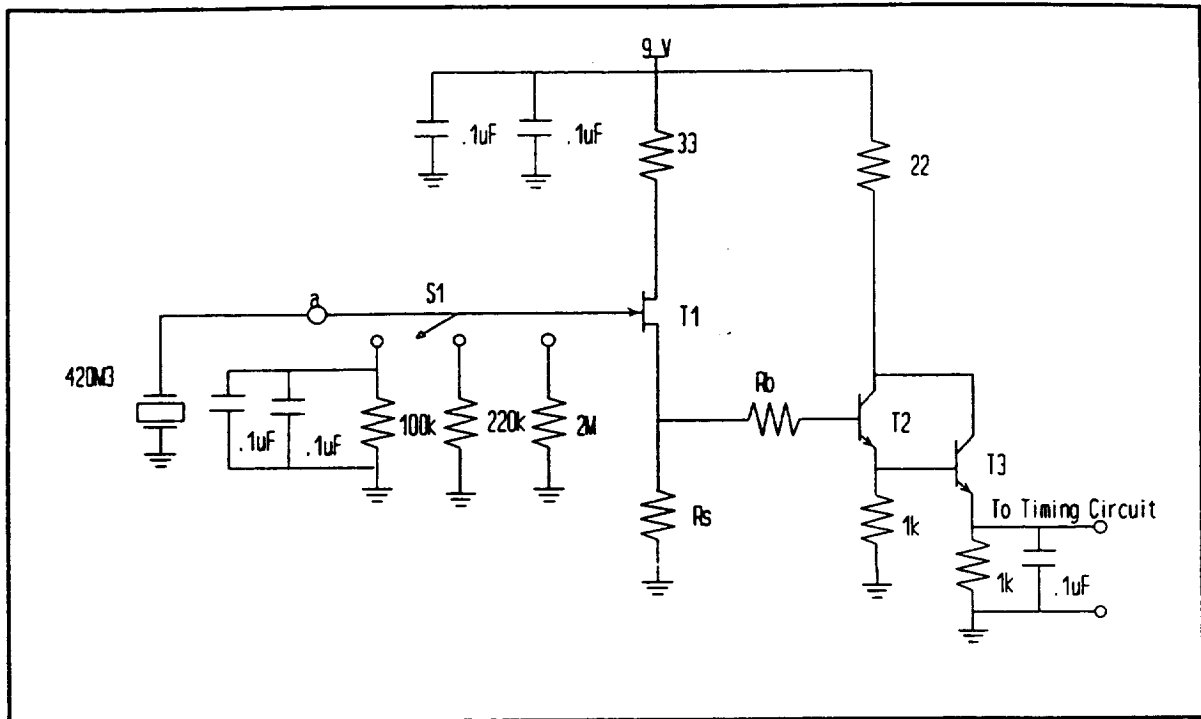 9 V
.1uF
.1uF
33
22
a
S1
T1
420M3
.1uF
.1uF
100k
220k
2M
Rb
T2
T3
Rs
1k
To Timing Circuit
1k
.1uF